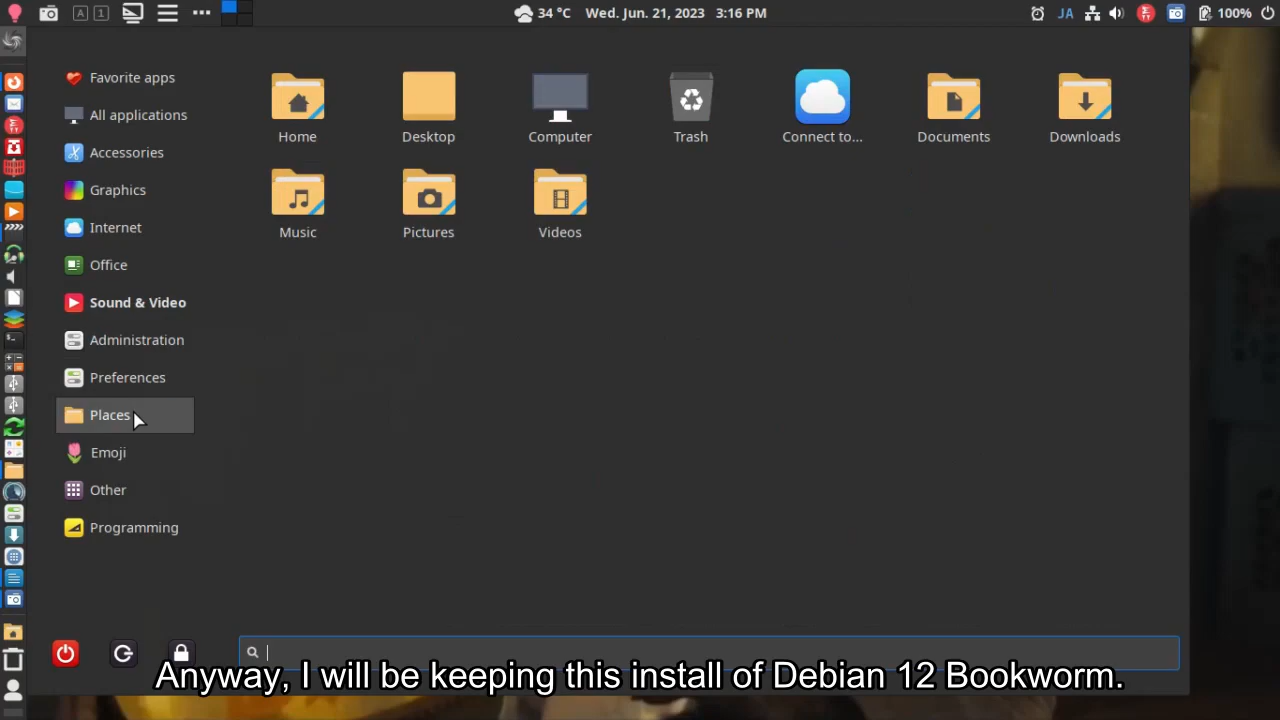 A 1 34 °C Wed. Jun. 21, 2023 3:16 PM JA 100%
Favorite apps
All applications
Accessories
Graphics
Internet
Office
Sound & Video
Administration
Preferences
Places
Emoji
Other
Programming
Home Desktop Computer Trash Connect to... Documents Downloads
Music Pictures Videos
Anyway, I will be keeping this install of Debian 12 Bookworm.